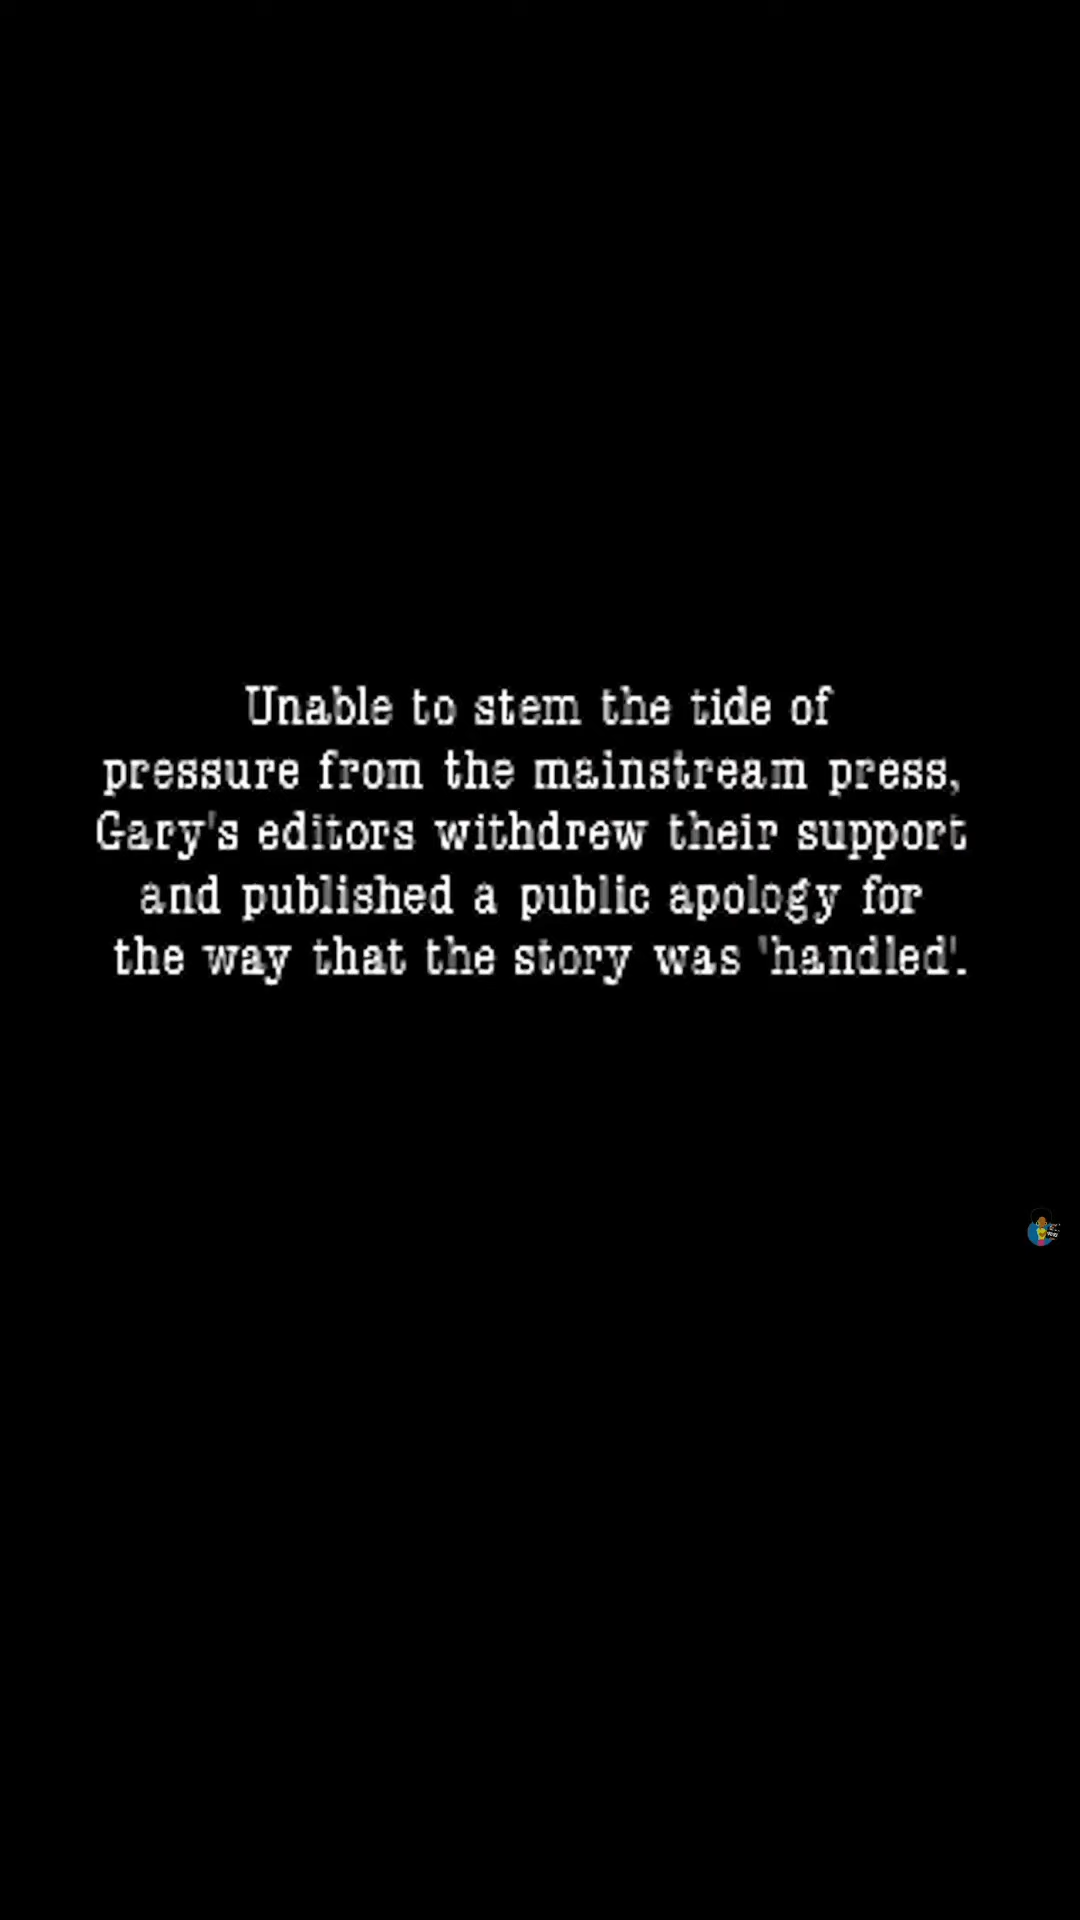 Unable to stem the tide of
pressure from the mainstream press,
Gary's editors withdrew their support
and published a public apology for
the way that the story was 'handled'.